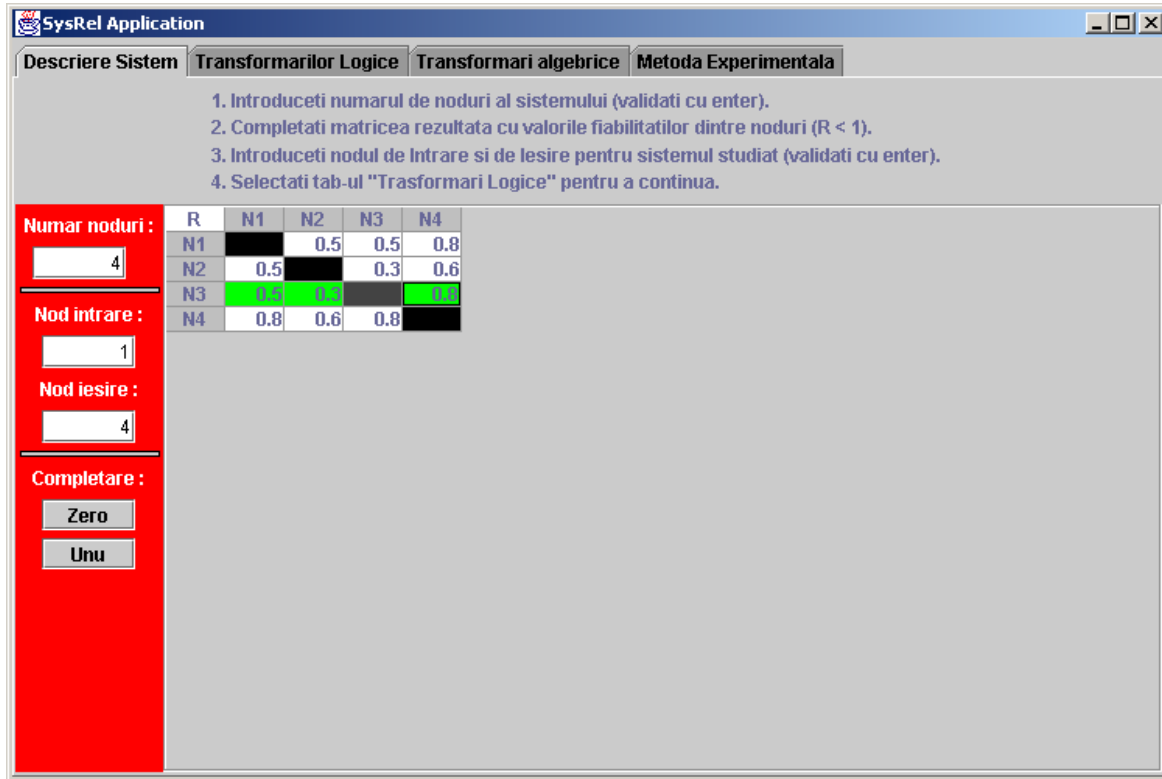 SysRel Application
Descriere Sistem Transformarilor Logice Transformari algebrice Metoda Experimentala
1. Introduceti numarul de noduri al sistemului (validati cu enter).
2. Completati matricea rezultata cu valorile fiabilitatilor dintre noduri (R < 1).
3. Introduceti nodul de Intrare si de Iesire pentru sistemul studiat (validati cu enter).
4. Selectati tab-ul "Trasformari Logice" pentru a continua.
Numar noduri :
4
Nod intrare :
1
Nod iesire :
4
Completare :
Zero
Unu
R N1 N2 N3 N4
N1 0.5 0.5 0.8
N2 0.5 0.3 0.6
N3 0.5 0.3 0.8
N4 0.8 0.6 0.8